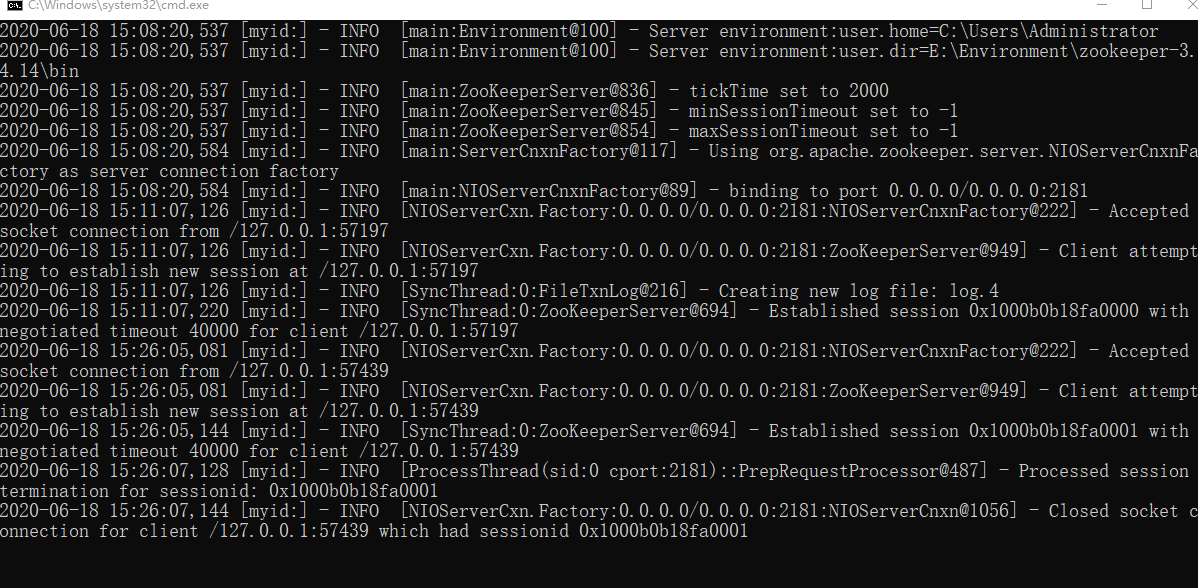 C:\Windows\system32\cmd.exe
2020-06-18 15:08:20,537 [myid:] - INFO  [main:Environment@100] - Server environment:user.home=C:\Users\Administrator
2020-06-18 15:08:20,537 [myid:] - INFO  [main:Environment@100] - Server environment:user.dir=E:\Environment\zookeeper-3.
4.14\bin
2020-06-18 15:08:20,537 [myid:] - INFO  [main:ZooKeeperServer@836] - tickTime set to 2000
2020-06-18 15:08:20,537 [myid:] - INFO  [main:ZooKeeperServer@845] - minSessionTimeout set to -1
2020-06-18 15:08:20,537 [myid:] - INFO  [main:ZooKeeperServer@854] - maxSessionTimeout set to -1
2020-06-18 15:08:20,584 [myid:] - INFO  [main:ServerCnxnFactory@117] - Using org.apache.zookeeper.server.NIOServerCnxnFa
ctory as server connection factory
2020-06-18 15:08:20,584 [myid:] - INFO  [main:NIOServerCnxnFactory@89] - binding to port 0.0.0.0/0.0.0.0:2181
2020-06-18 15:11:07,126 [myid:] - INFO  [NIOServerCxn.Factory:0.0.0.0/0.0.0.0:2181:NIOServerCnxnFactory@222] - Accepted
socket connection from /127.0.0.1:57197
2020-06-18 15:11:07,126 [myid:] - INFO  [NIOServerCxn.Factory:0.0.0.0/0.0.0.0:2181:ZooKeeperServer@949] - Client attempt
ing to establish new session at /127.0.0.1:57197
2020-06-18 15:11:07,126 [myid:] - INFO  [SyncThread:0:FileTxnLog@216] - Creating new log file: log.4
2020-06-18 15:11:07,220 [myid:] - INFO  [SyncThread:0:ZooKeeperServer@694] - Established session 0x1000b0b18fa0000 with
negotiated timeout 40000 for client /127.0.0.1:57197
2020-06-18 15:26:05,081 [myid:] - INFO  [NIOServerCxn.Factory:0.0.0.0/0.0.0.0:2181:NIOServerCnxnFactory@222] - Accepted
socket connection from /127.0.0.1:57439
2020-06-18 15:26:05,081 [myid:] - INFO  [NIOServerCxn.Factory:0.0.0.0/0.0.0.0:2181:ZooKeeperServer@949] - Client attempt
ing to establish new session at /127.0.0.1:57439
2020-06-18 15:26:05,144 [myid:] - INFO  [SyncThread:0:ZooKeeperServer@694] - Established session 0x1000b0b18fa0001 with
negotiated timeout 40000 for client /127.0.0.1:57439
2020-06-18 15:26:07,128 [myid:] - INFO  [ProcessThread(sid:0 cport:2181)::PrepRequestProcessor@487] - Processed session
termination for sessionid: 0x1000b0b18fa0001
2020-06-18 15:26:07,144 [myid:] - INFO  [NIOServerCxn.Factory:0.0.0.0/0.0.0.0:2181:NIOServerCnxn@1056] - Closed socket c
onnection for client /127.0.0.1:57439 which had sessionid 0x1000b0b18fa0001